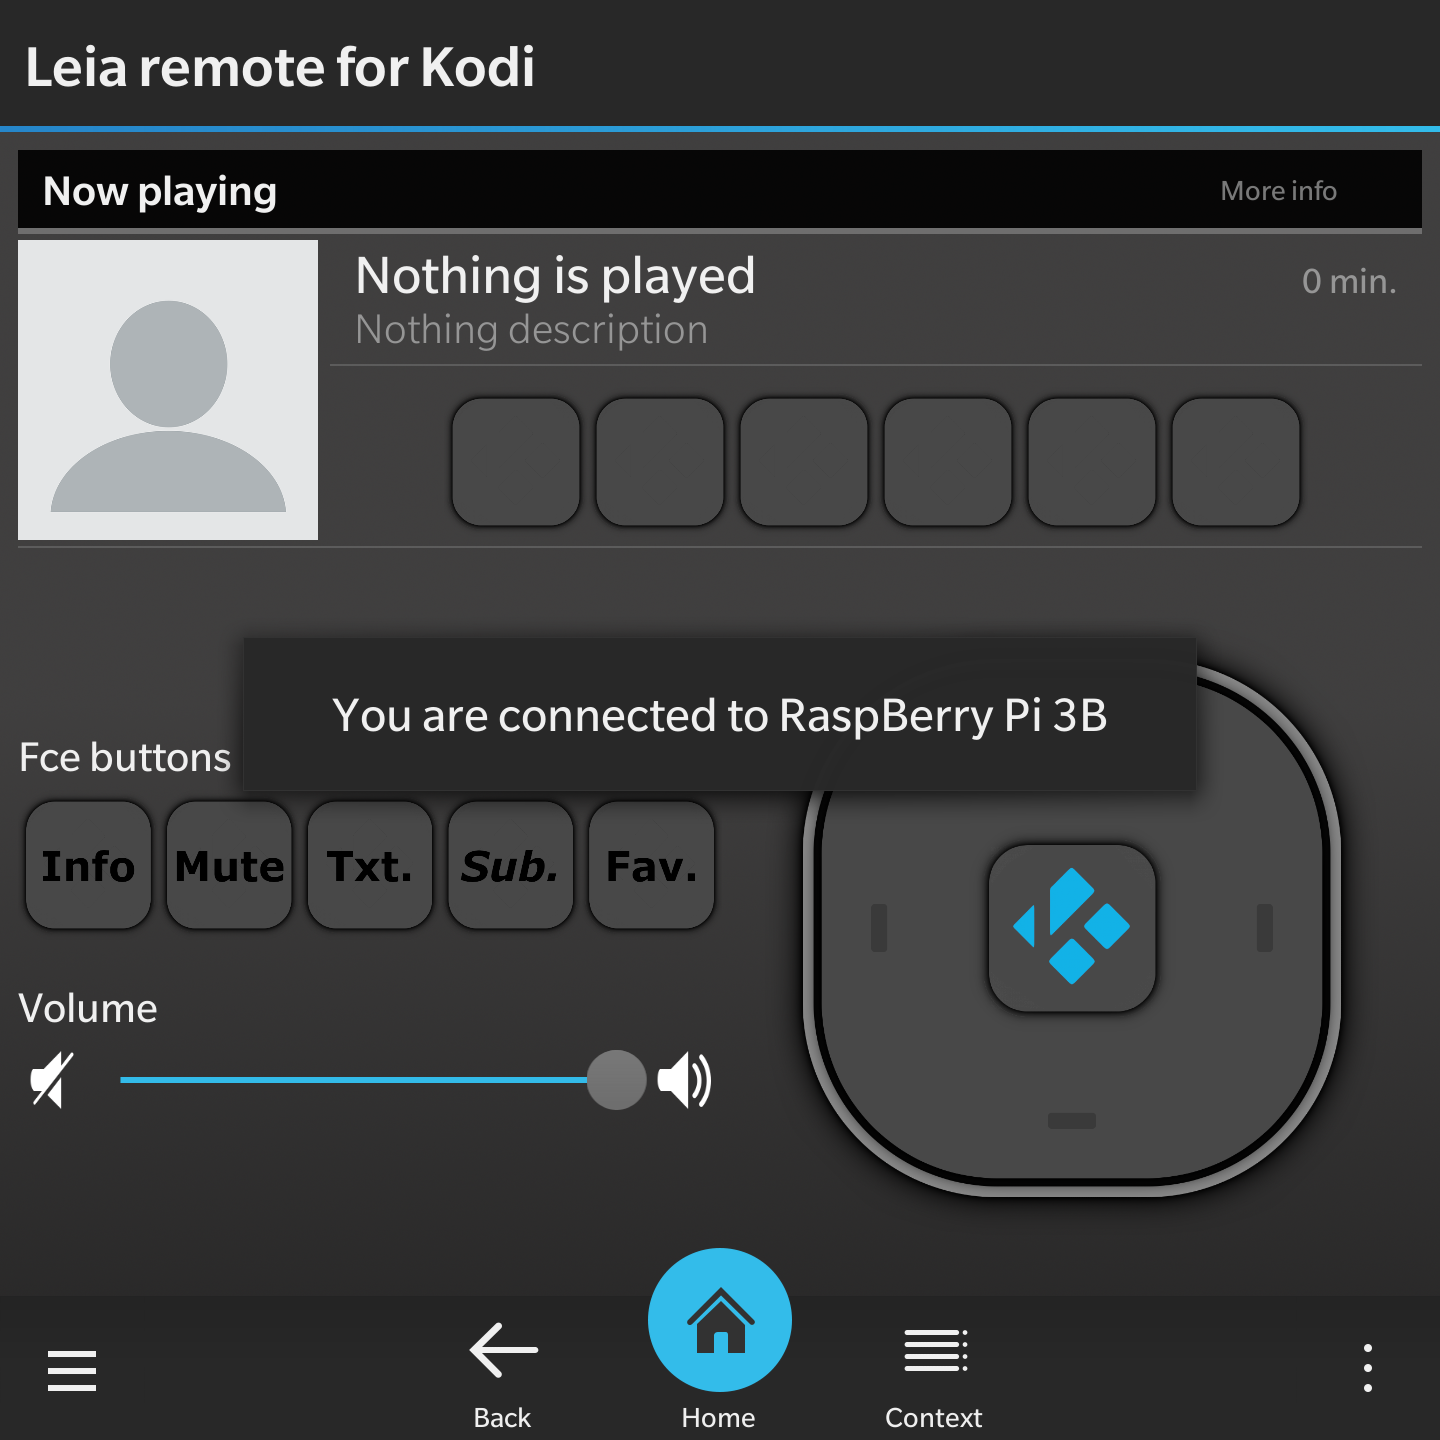 Leia remote for Kodi
Now playing
More info
Nothing is played
0 min.
Nothing description
You are connected to RaspBerry Pi 3B
Fce buttons
Info
Mute
Txt.
Sub.
Fav.
Volume
Back
Home
Context